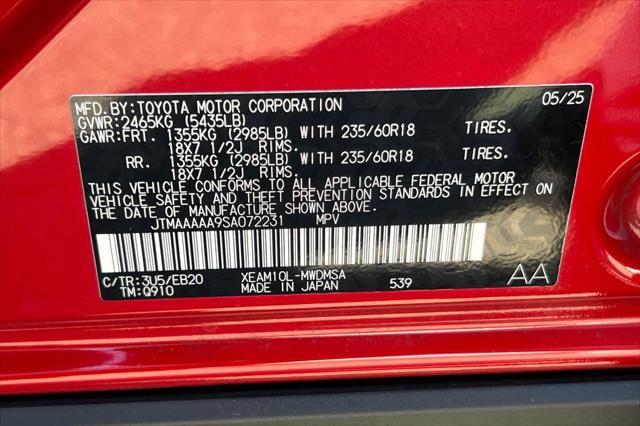 MFD.BY:TOYOTA MOTOR CORPORATION 05/25
GVWR:2465KG (5435LB)
GAWR:FRT. 1355KG (2985LB) WITH 235/60R18 TIRES.
18X7 1/2J RIMS.
RR. 1355KG (2985LB) WITH 235/60R18 TIRES.
18X7 1/2J RIMS.
THIS VEHICLE CONFORMS TO ALL APPLICABLE FEDERAL MOTOR
VEHICLE SAFETY AND THEFT PREVENTION STANDARDS IN EFFECT ON
THE DATE OF MANUFACTURE SHOWN ABOVE.
JTMAAAAA9SA072231 MPV
C/TR:3U5/EB20 XEAM10L-MWDMSA AA
TM:Q910 MADE IN JAPAN 539